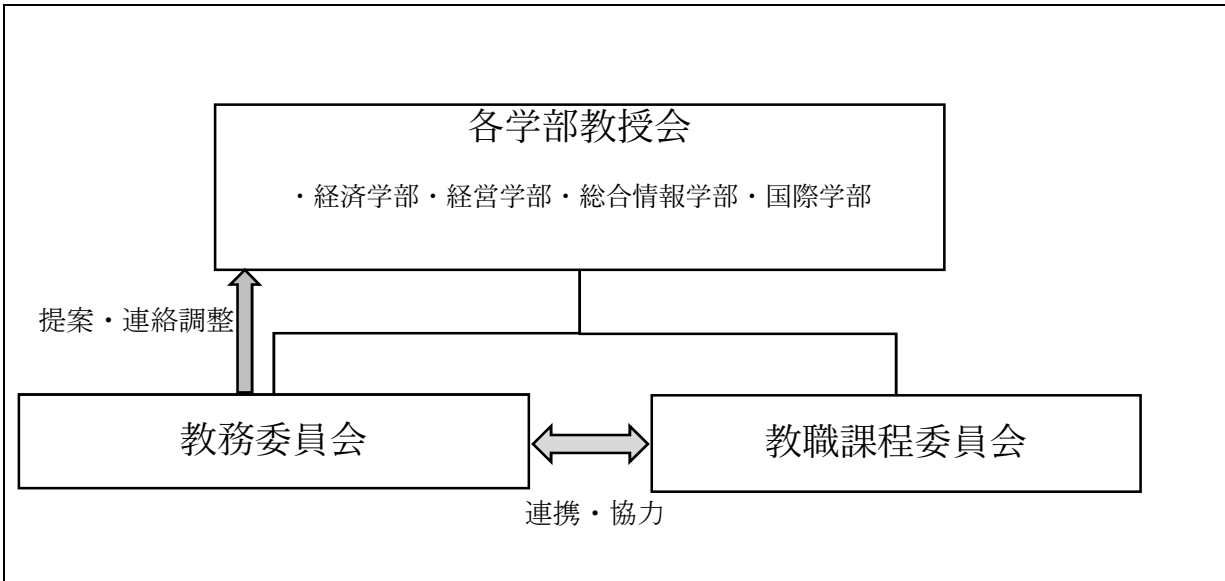 各学部教授会
・経済学部・経営学部・総合情報学部・国際学部
提案・連絡調整
教務委員会
教職課程委員会
連携・協力